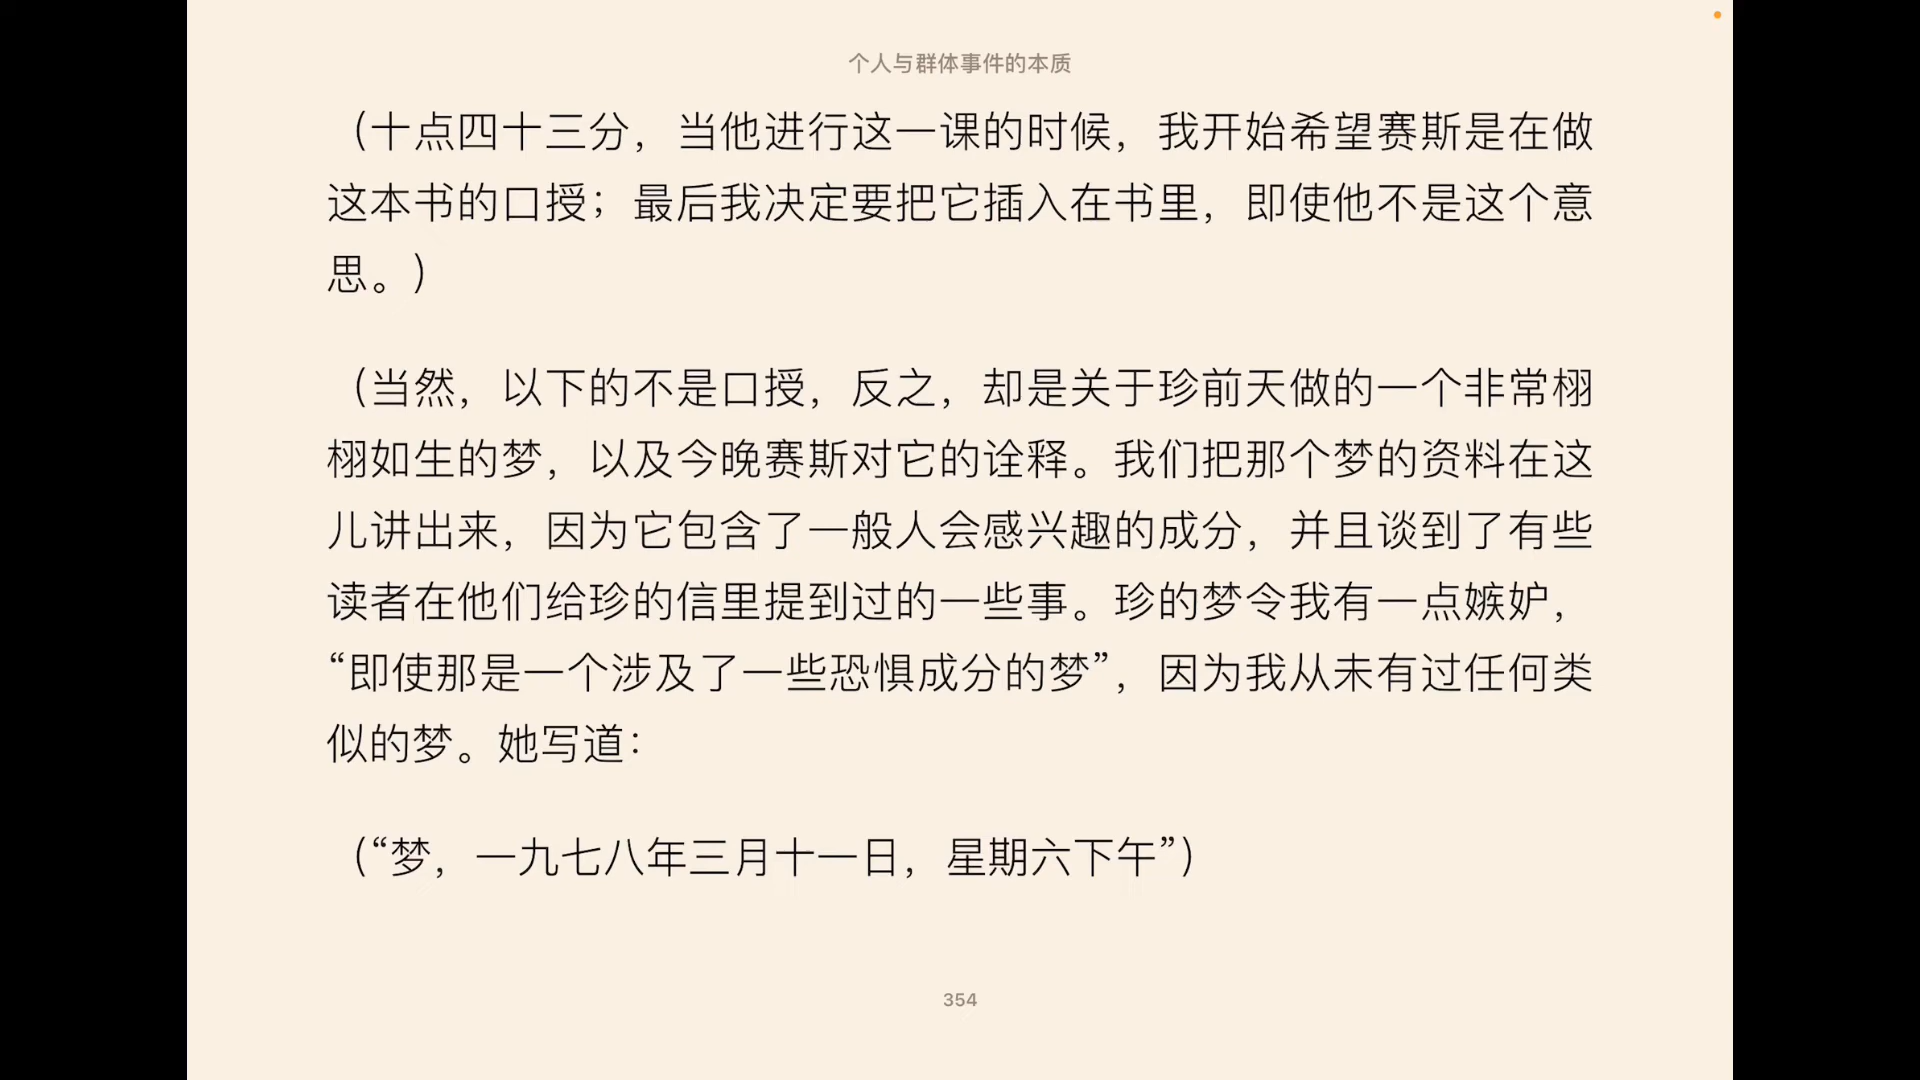 个人与群体事件的本质
（十点四十三分，当他进行这一课的时候，我开始希望赛斯是在做
这本书的口授；最后我决定要把它插入在书里，即使他不是这个意
思。）
（当然，以下的不是口授，反之，却是关于珍前天做的一个非常栩
栩如生的梦，以及今晚赛斯对它的诠释。我们把那个梦的资料在这
儿讲出来，因为它包含了一般人会感兴趣的成分，并且谈到了有些
读者在他们给珍的信里提到过的一些事。珍的梦令我有一点嫉妒，
“即使那是一个涉及了一些恐惧成分的梦”，因为我从未有过任何类
似的梦。她写道：
（“梦，一九七八年三月十一日，星期六下午”）
354